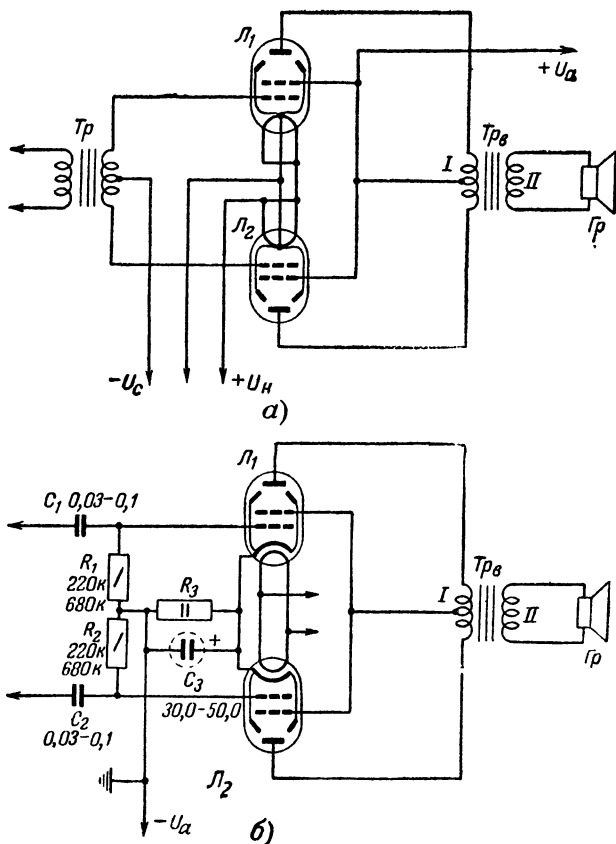 Л₁
+Uа
Тр
I
Трв
II
Гр
Л₂
-Uс
+Uн
а)
Л₁
C₁ 0,03-0,1
R₁
220к
680к
R₃
R₂
220к
680к
+
C₃
30,0-50,0
C₂
0,03-0,1
I
Трв
II
Гр
Л₂
-Uа
б)